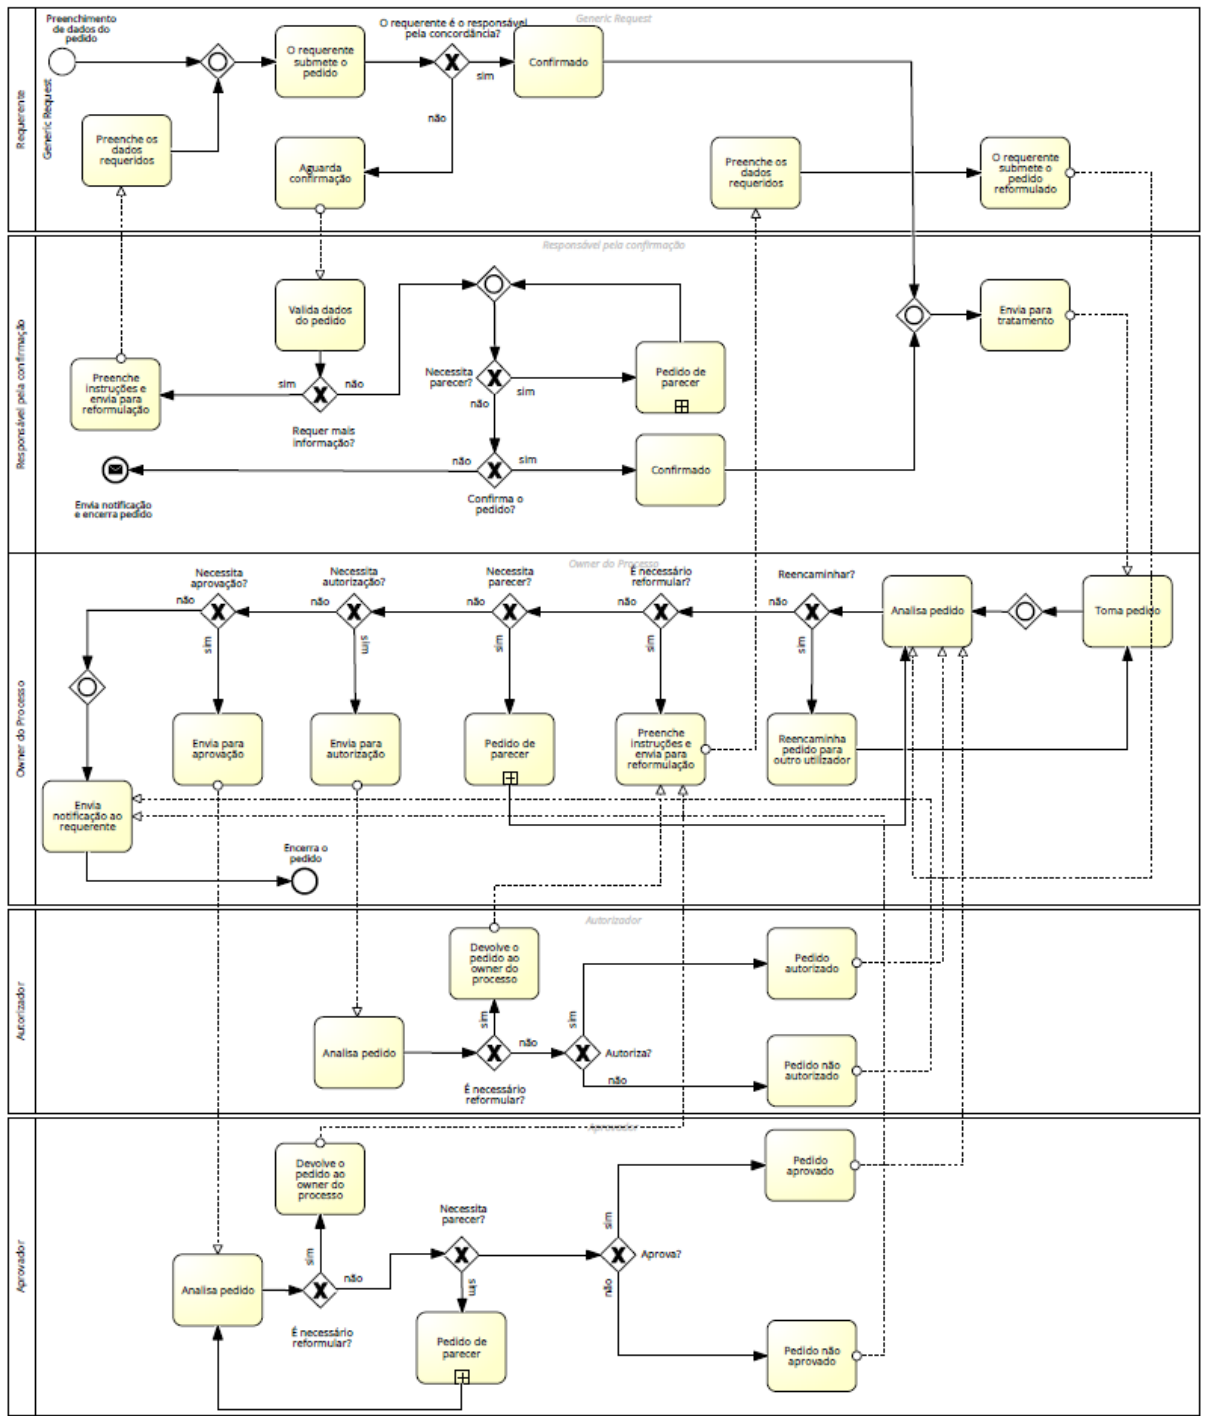 Generic Request
Requerente
Generic Request
Preenchimento
de dados do
pedido
O requerente
submete o
pedido
O requerente é o responsável
pela concordância?
sim
não
Confirmado
Preenche os
dados
requeridos
Aguarda
confirmação
Preenche os
dados
requeridos
O requerente
submete o
pedido
reformulado
Responsável pela confirmação
Responsável pela confirmação
Valida dados
do pedido
Envia para
tratamento
Preenche
instruções e
envia para
reformulação
sim
não
Requer mais
informação?
Necessita
parecer?
sim
não
Pedido de
parecer
não
sim
Confirma o
pedido?
Confirmado
Envia notificação
e encerra pedido
Owner do Processo
Owner do Processo
Necessita
aprovação?
não
sim
Necessita
autorização?
não
sim
Necessita
parecer?
não
sim
É necessário
reformular?
não
sim
Reencaminhar?
não
sim
Analisa pedido
Toma pedido
Envia para
aprovação
Envia para
autorização
Pedido de
parecer
Preenche
instruções e
envia para
reformulação
Reencaminha
pedido para
outro utilizador
Envia
notificação ao
requerente
Encerra o
pedido
Autorizador
Autorizador
Devolve o
pedido ao
owner do
processo
Pedido
autorizado
Analisa pedido
sim
não
É necessário
reformular?
sim
Autoriza?
não
Pedido não
autorizado
Aprovador
Aprovador
Devolve o
pedido ao
owner do
processo
Pedido
aprovado
Analisa pedido
sim
não
É necessário
reformular?
Necessita
parecer?
sim
Pedido de
parecer
sim
Aprova?
não
Pedido não
aprovado